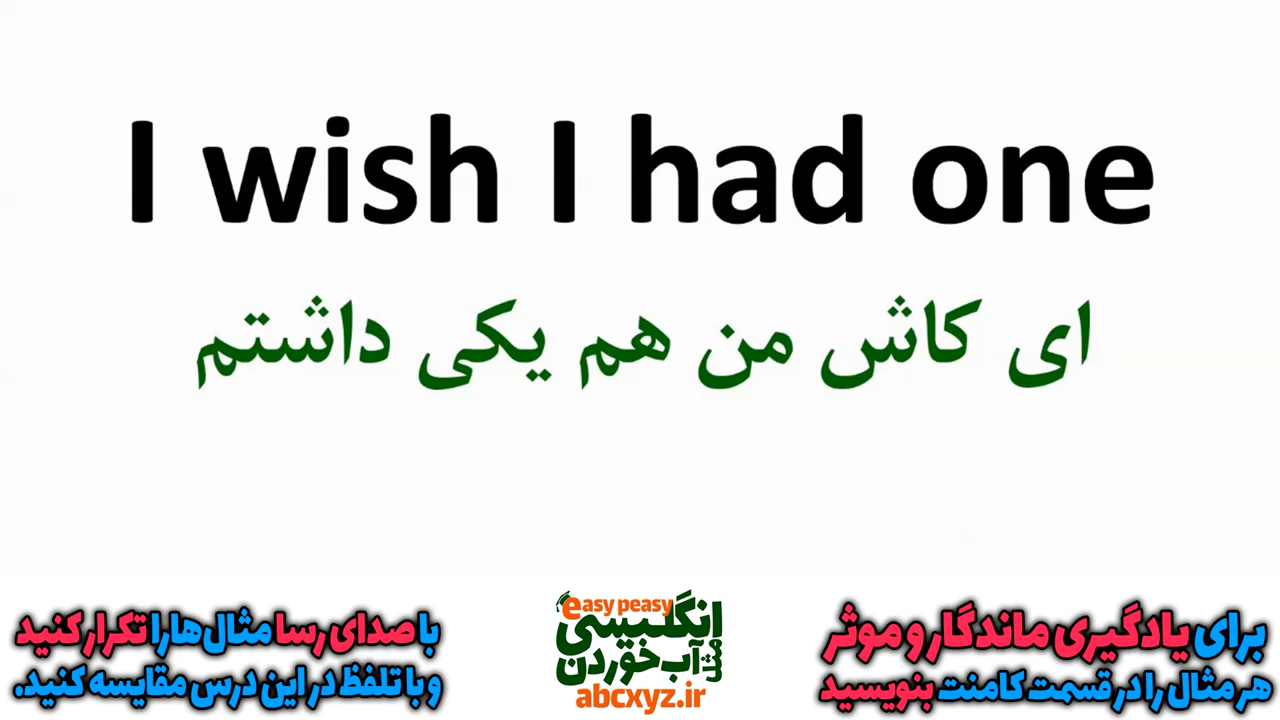 I wish I had one
ای کاش من هم یکی داشتم
برای یادگیری ماندگار و موثر
هر مثال را در قسمت کامنت بنویسید
easy peasy
انگلیسی
مثل آب خوردن
abcxyz.ir
با صدای رسا مثال‌ها را تکرار کنید
و با تلفظ در این درس مقایسه کنید.